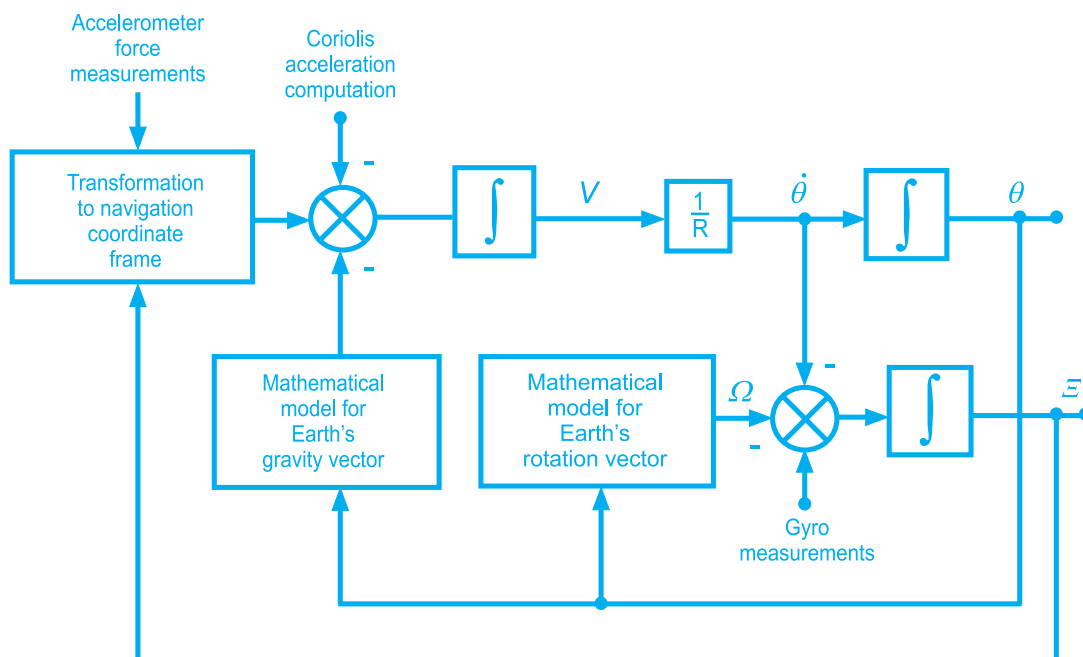 Accelerometer
force
measurements
Coriolis
acceleration
computation
-
Transformation
to navigation
coordinate
frame
-
∫
V
1
R
θ̇
∫
θ
Mathematical
model for
Earth's
gravity vector
Mathematical
model for
Earth's
rotation vector
Ω
-
-
∫
Ξ
Gyro
measurements